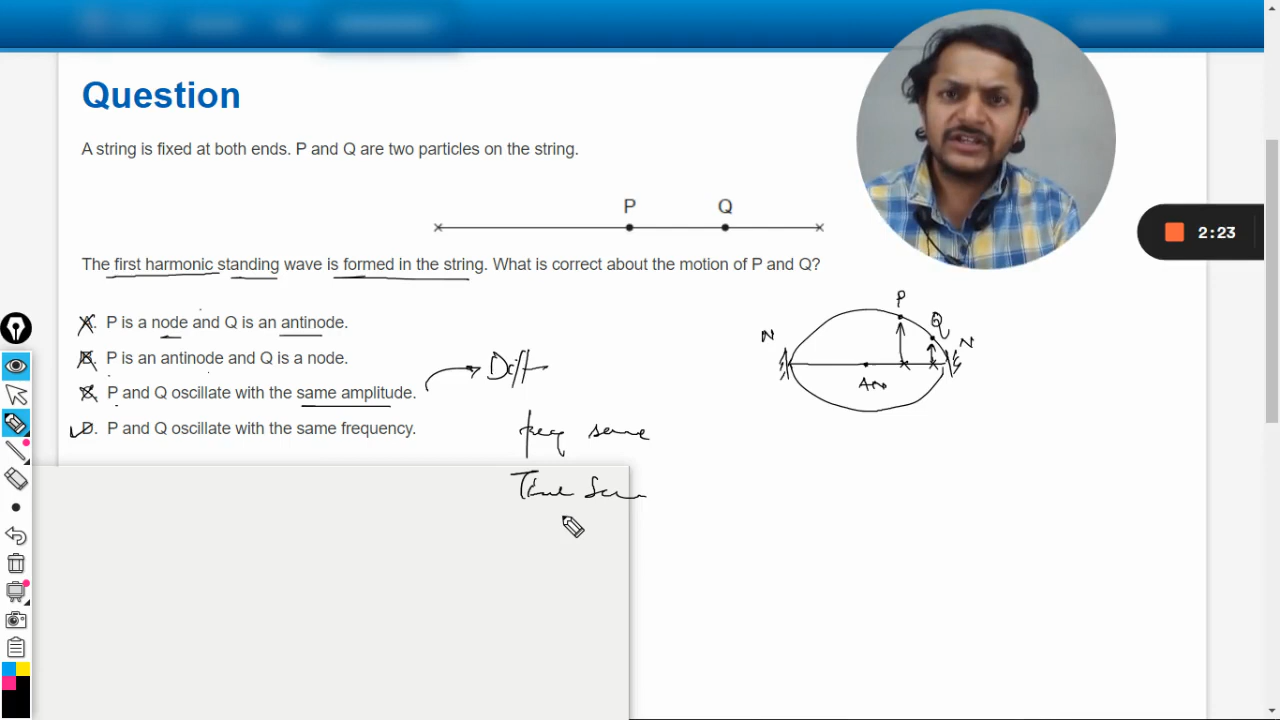 Question
A string is fixed at both ends. P and Q are two particles on the string.
P Q
The first harmonic standing wave is formed in the string. What is correct about the motion of P and Q?
A. P is a node and Q is an antinode.
B. P is an antinode and Q is a node.
C. P and Q oscillate with the same amplitude.
D. P and Q oscillate with the same frequency.
Diff
freq same
Time
P
Q
N N
AN
2:23